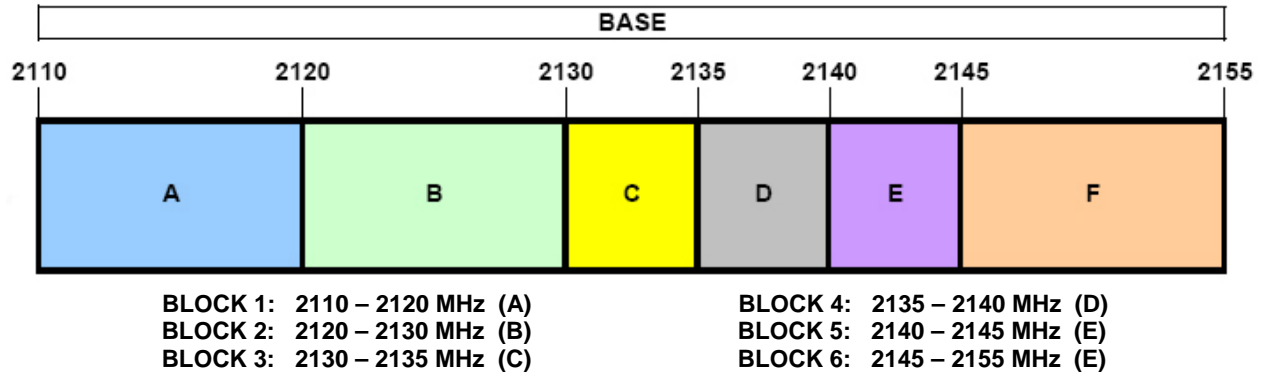 BASE
2110 2120 2130 2135 2140 2145 2155
A B C D E F
BLOCK 1: 2110 – 2120 MHz (A)
BLOCK 2: 2120 – 2130 MHz (B)
BLOCK 3: 2130 – 2135 MHz (C)
BLOCK 4: 2135 – 2140 MHz (D)
BLOCK 5: 2140 – 2145 MHz (E)
BLOCK 6: 2145 – 2155 MHz (E)